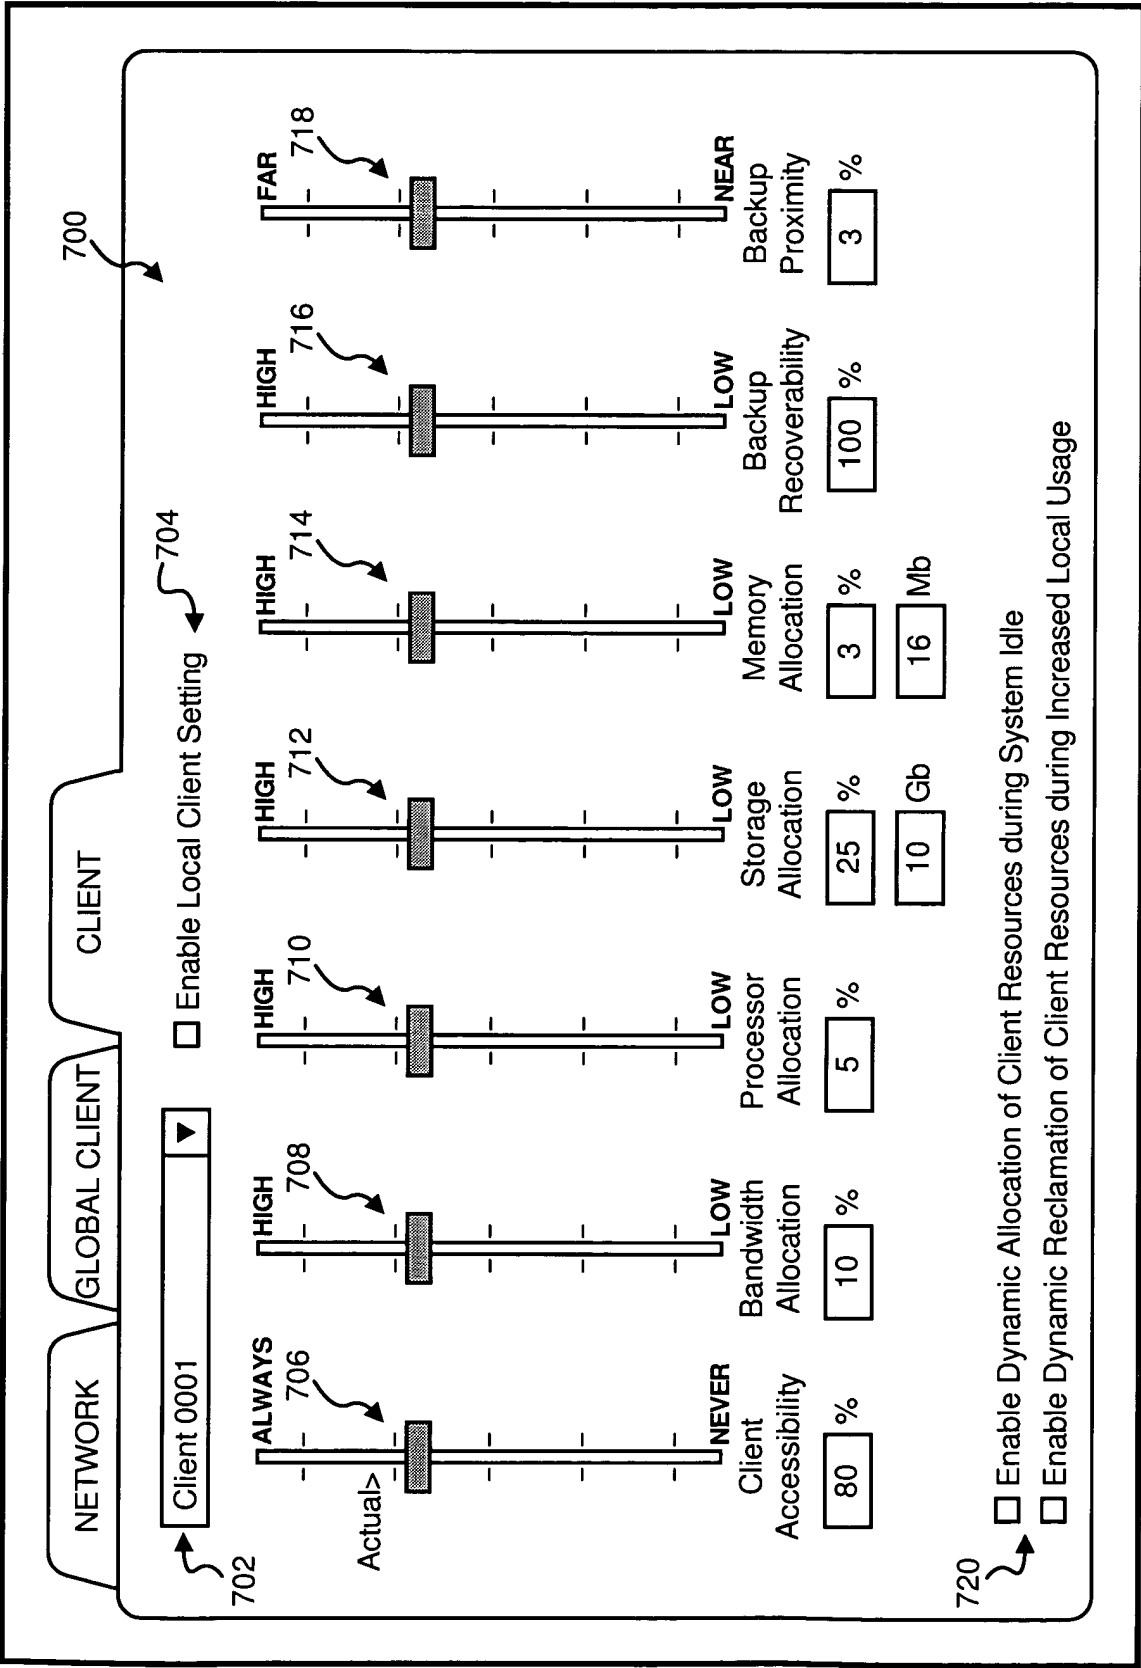 700
NETWORK
GLOBAL CLIENT
CLIENT
702
Client 0001
Enable Local Client Setting
704
ALWAYS
HIGH
HIGH
HIGH
HIGH
HIGH
FAR
706
708
710
712
714
716
718
Actual>
NEVER
LOW
LOW
LOW
LOW
LOW
NEAR
Client
Accessibility
Bandwidth
Allocation
Processor
Allocation
Storage
Allocation
Memory
Allocation
Backup
Recoverability
Backup
Proximity
80 %
10 %
5 %
25 %
3 %
100 %
3 %
10 Gb
16 Mb
720
Enable Dynamic Allocation of Client Resources during System Idle
Enable Dynamic Reclamation of Client Resources during Increased Local Usage